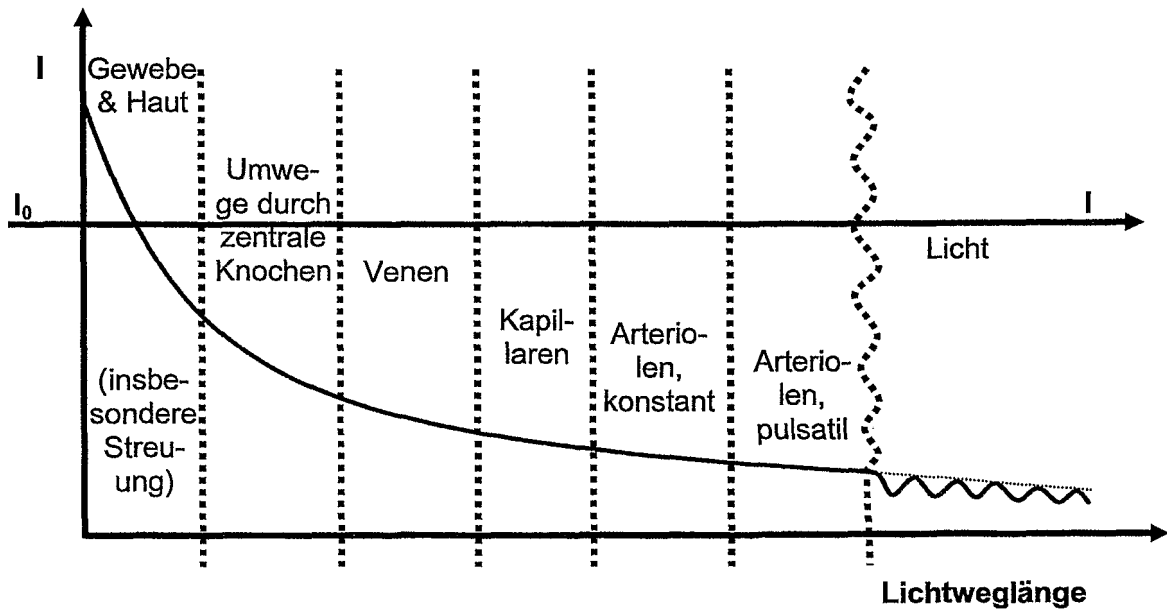 I
Gewebe
& Haut
(insbe-
sondere
Streu-
ung)
I₀
Umwe-
ge durch
zentrale
Knochen
Venen
Kapil-
laren
Arterio-
len,
konstant
Arterio-
len,
pulsatil
I
Licht
Lichtweglänge